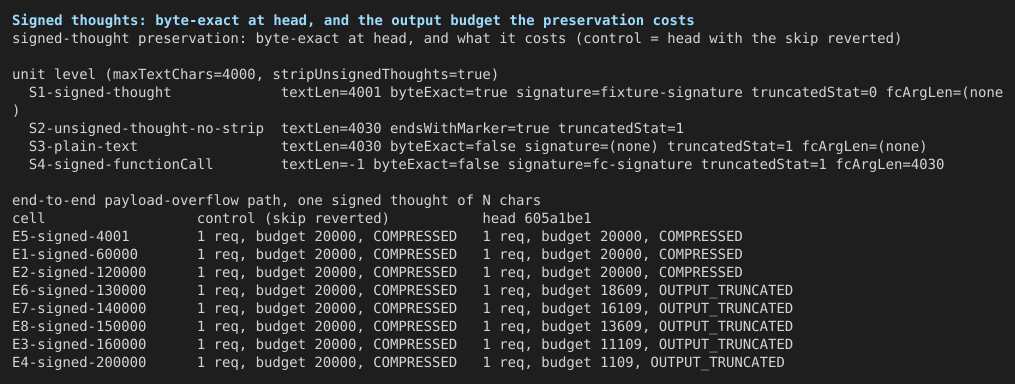 Signed thoughts: byte-exact at head, and the output budget the preservation costs
signed-thought preservation: byte-exact at head, and what it costs (control = head with the skip reverted)
unit level (maxTextChars=4000, stripUnsignedThoughts=true)
S1-signed-thought textLen=4001 byteExact=true signature=fixture-signature truncatedStat=0 fcArgLen=(none
)
S2-unsigned-thought-no-strip textLen=4030 endsWithMarker=true truncatedStat=1
S3-plain-text textLen=4030 byteExact=false signature=(none) truncatedStat=1 fcArgLen=(none)
S4-signed-functionCall textLen=-1 byteExact=false signature=fc-signature truncatedStat=1 fcArgLen=4030
end-to-end payload-overflow path, one signed thought of N chars
cell control (skip reverted) head 605a1be1
E5-signed-4001 1 req, budget 20000, COMPRESSED 1 req, budget 20000, COMPRESSED
E1-signed-60000 1 req, budget 20000, COMPRESSED 1 req, budget 20000, COMPRESSED
E2-signed-120000 1 req, budget 20000, COMPRESSED 1 req, budget 20000, COMPRESSED
E6-signed-130000 1 req, budget 20000, COMPRESSED 1 req, budget 18609, OUTPUT_TRUNCATED
E7-signed-140000 1 req, budget 20000, COMPRESSED 1 req, budget 16109, OUTPUT_TRUNCATED
E8-signed-150000 1 req, budget 20000, COMPRESSED 1 req, budget 13609, OUTPUT_TRUNCATED
E3-signed-160000 1 req, budget 20000, COMPRESSED 1 req, budget 11109, OUTPUT_TRUNCATED
E4-signed-200000 1 req, budget 20000, COMPRESSED 1 req, budget 1109, OUTPUT_TRUNCATED